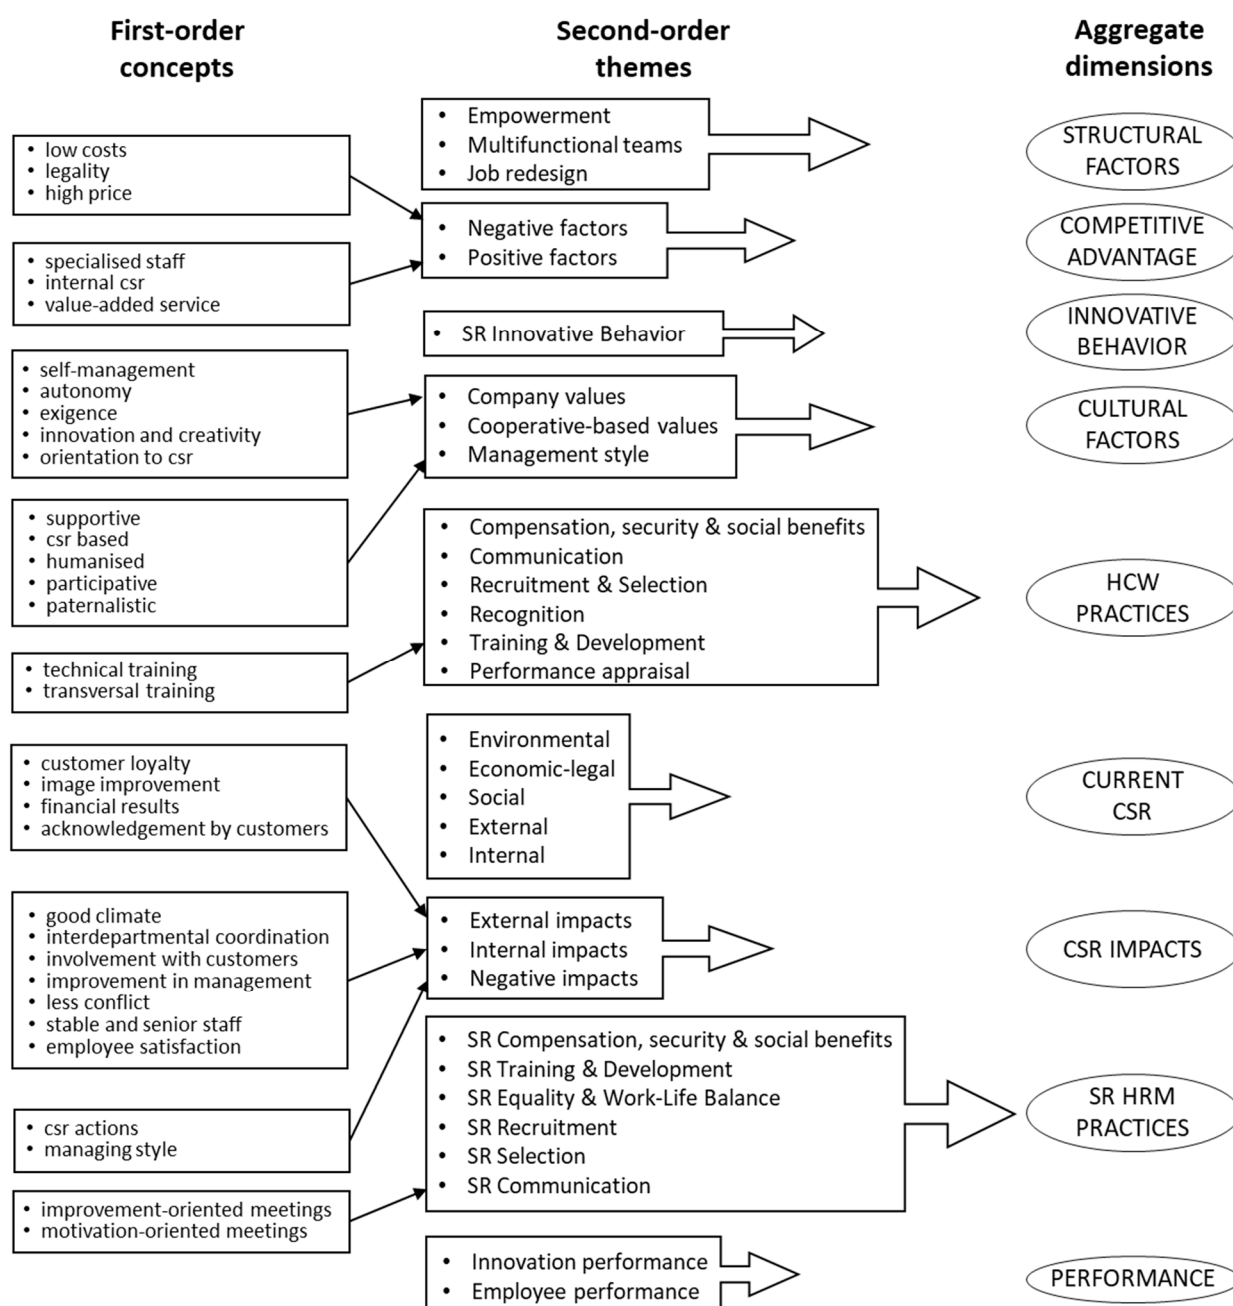 First-order
concepts
Second-order
themes
Aggregate
dimensions
• low costs
• legality
• high price
• specialised staff
• internal csr
• value-added service
• self-management
• autonomy
• exigence
• innovation and creativity
• orientation to csr
• supportive
• csr based
• humanised
• participative
• paternalistic
• technical training
• transversal training
• customer loyalty
• image improvement
• financial results
• acknowledgement by customers
• good climate
• interdepartmental coordination
• involvement with customers
• improvement in management
• less conflict
• stable and senior staff
• employee satisfaction
• csr actions
• managing style
• improvement-oriented meetings
• motivation-oriented meetings
• Empowerment
• Multifunctional teams
• Job redesign
• Negative factors
• Positive factors
• SR Innovative Behavior
• Company values
• Cooperative-based values
• Management style
• Compensation, security & social benefits
• Communication
• Recruitment & Selection
• Recognition
• Training & Development
• Performance appraisal
• Environmental
• Economic-legal
• Social
• External
• Internal
• External impacts
• Internal impacts
• Negative impacts
• SR Compensation, security & social benefits
• SR Training & Development
• SR Equality & Work-Life Balance
• SR Recruitment
• SR Selection
• SR Communication
• Innovation performance
• Employee performance
STRUCTURAL
FACTORS
COMPETITIVE
ADVANTAGE
INNOVATIVE
BEHAVIOR
CULTURAL
FACTORS
HCW
PRACTICES
CURRENT
CSR
CSR IMPACTS
SR HRM
PRACTICES
PERFORMANCE